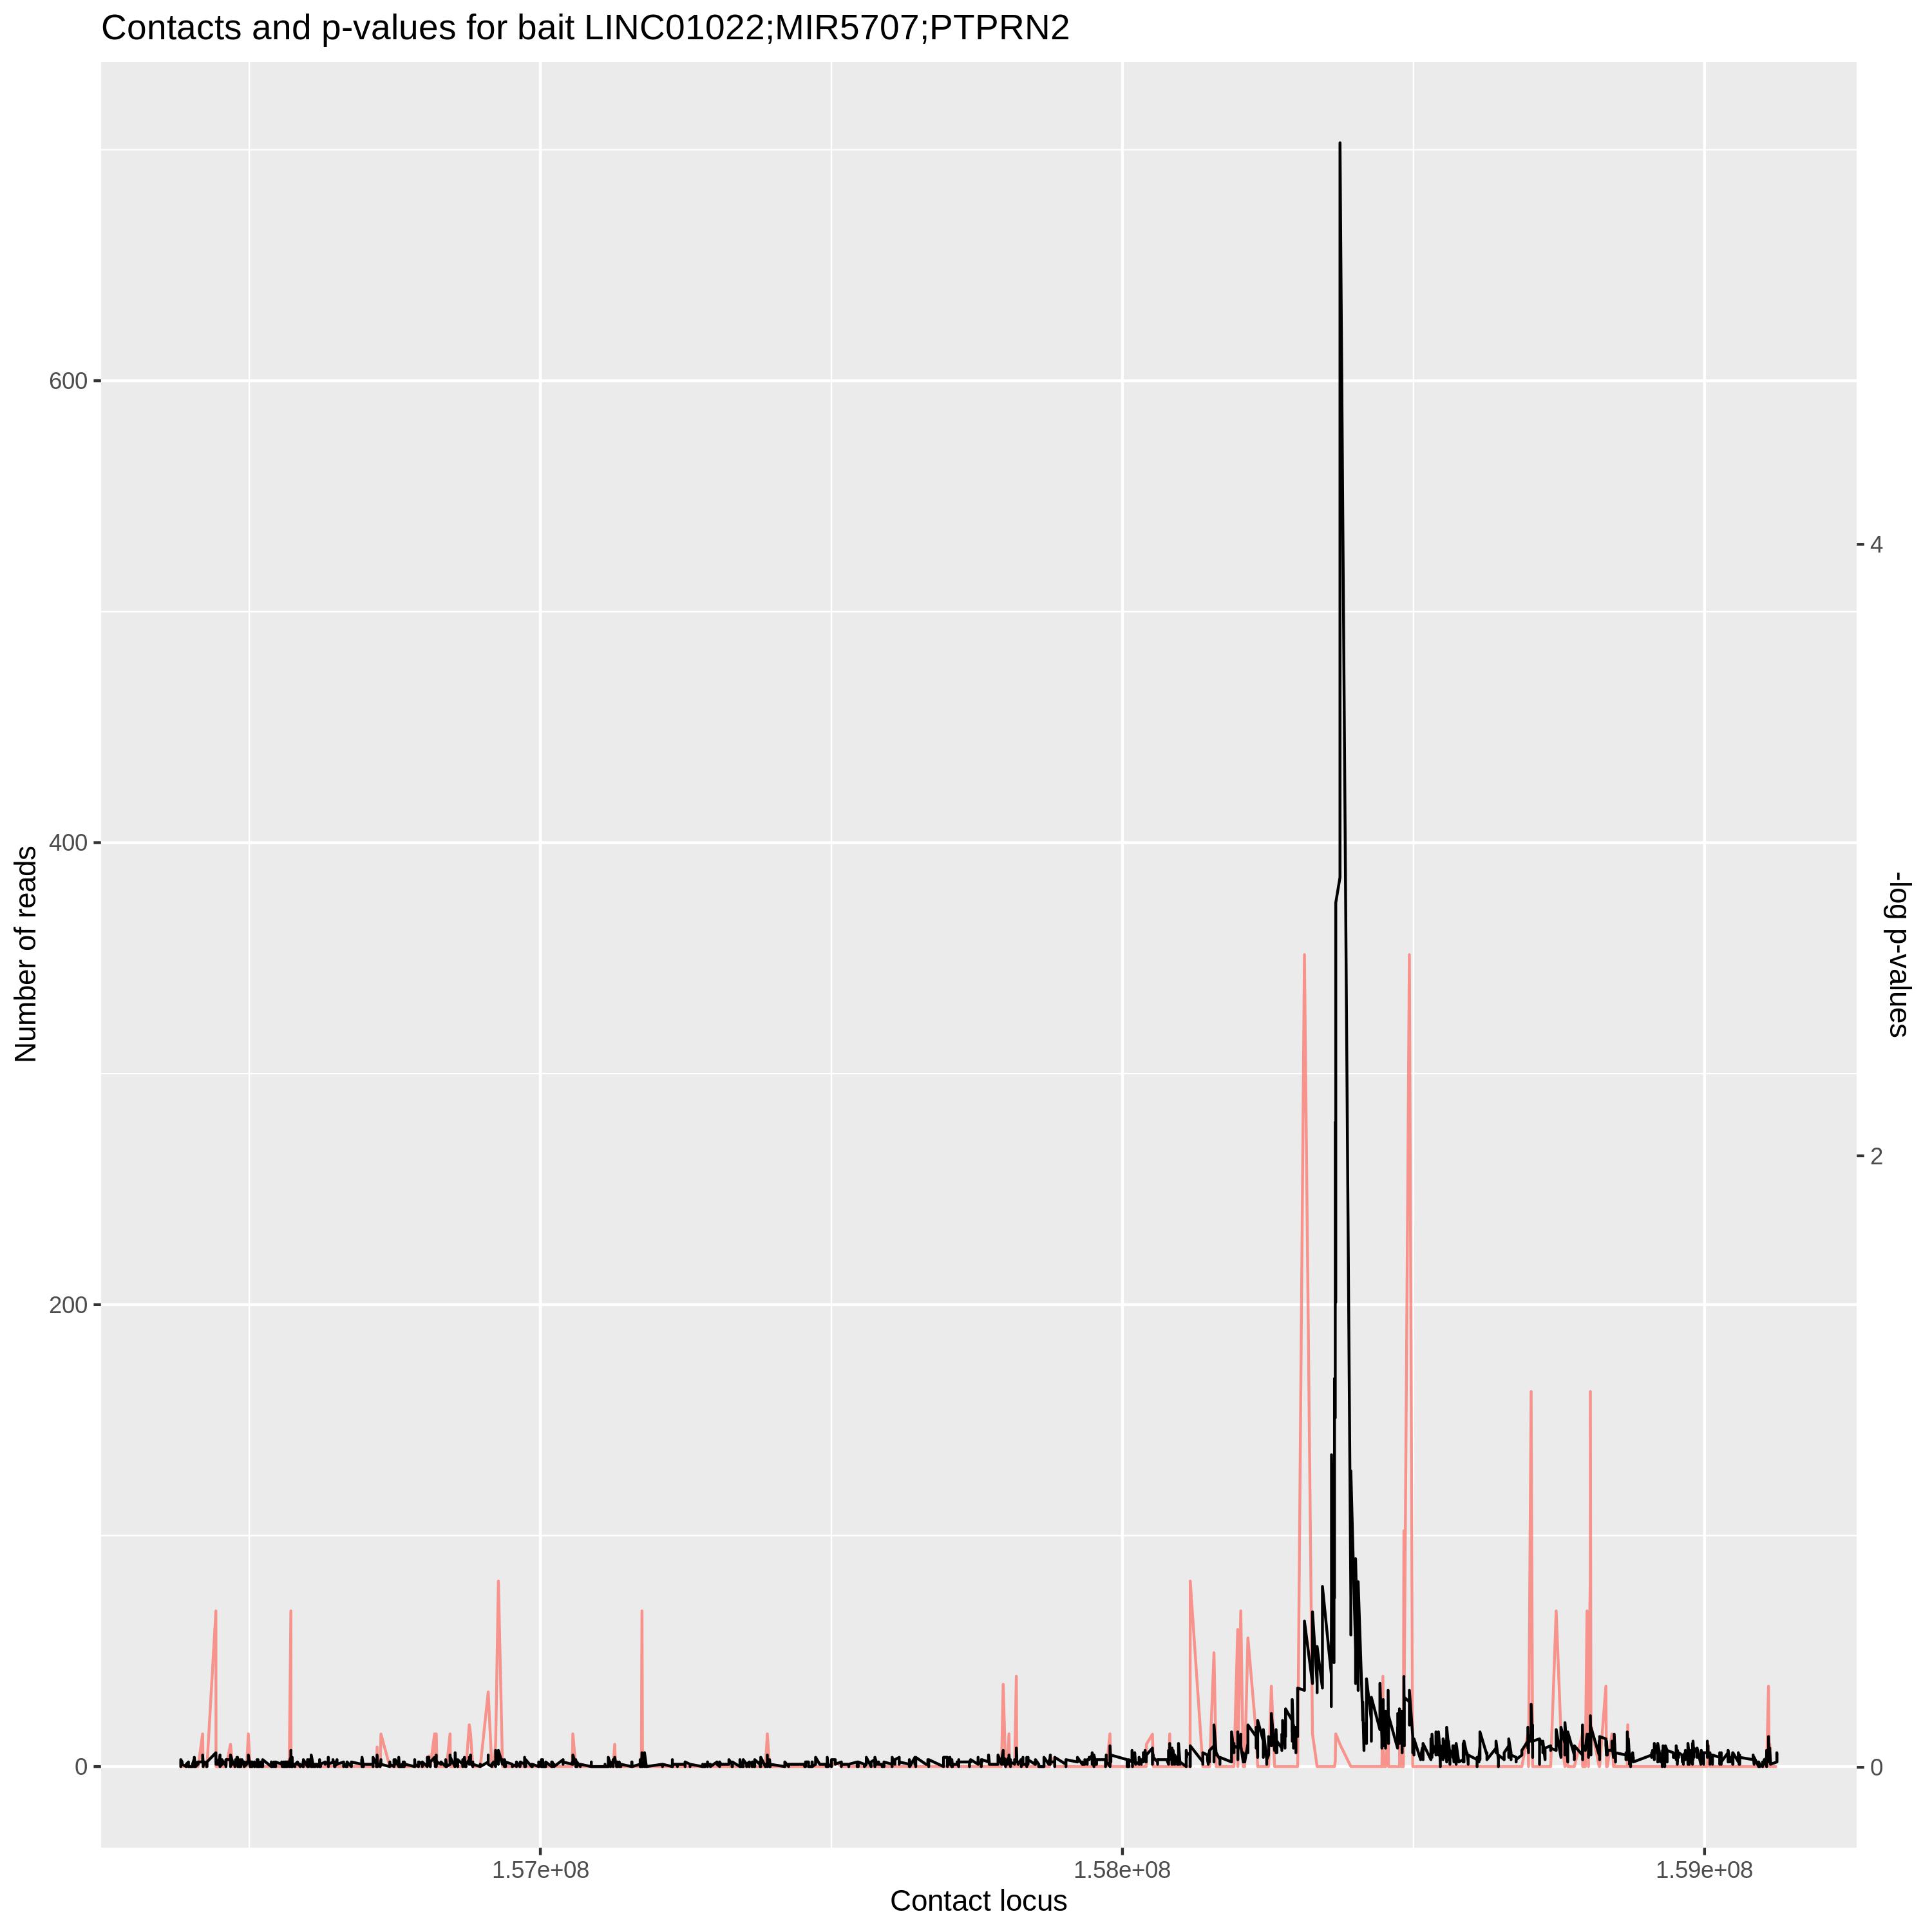 Contacts and p-values for bait LINC01022;MIR5707;PTPRN2
Number of reads
600
400
200
0
4
2
0
-log p-values
1.57e+08
1.58e+08
1.59e+08
Contact locus